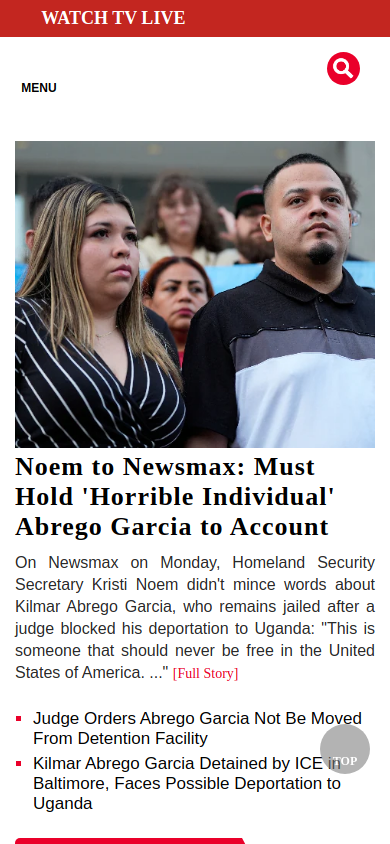 WATCH TV LIVE
MENU
Noem to Newsmax: Must
Hold 'Horrible Individual'
Abrego Garcia to Account
On Newsmax on Monday, Homeland Security
Secretary Kristi Noem didn't mince words about
Kilmar Abrego Garcia, who remains jailed after a
judge blocked his deportation to Uganda: "This is
someone that should never be free in the United
States of America. ..." [Full Story]
Judge Orders Abrego Garcia Not Be Moved
From Detention Facility
Kilmar Abrego Garcia Detained by ICE in
Baltimore, Faces Possible Deportation to
Uganda
TOP